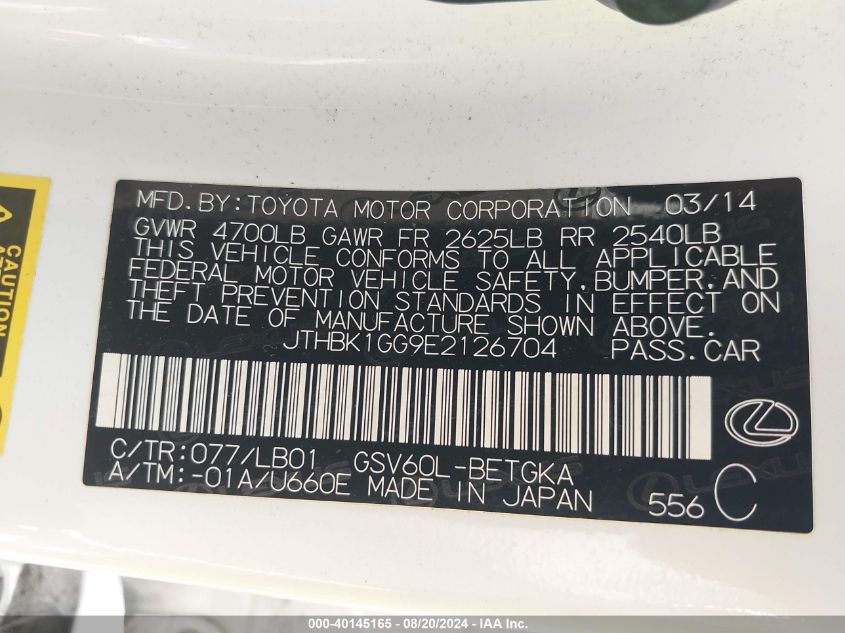 MFD.BY:TOYOTA MOTOR CORPORATION 03/14
GVWR 4700LB GAWR FR 2625LB RR 2540LB
THIS VEHICLE CONFORMS TO ALL APPLICABLE
FEDERAL MOTOR VEHICLE SAFETY,BUMPER,AND
THEFT PREVENTION STANDARDS IN EFFECT ON
THE DATE OF MANUFACTURE SHOWN ABOVE.
JTHBK1GG9E2126704 PASS.CAR
C/TR:077/LB01 GSV60L-BETGKA
A/TM:-01A/U660E MADE IN JAPAN 556 C
CAUTION
000-40145165 - 08/20/2024 - IAA Inc.